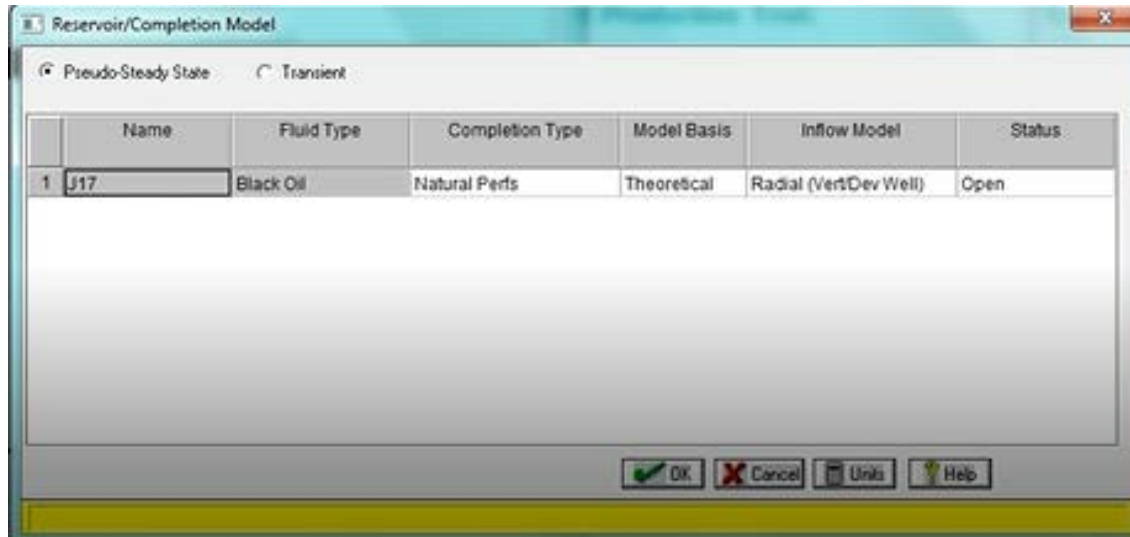 Reservoir/Completion Model
Pseudo-Steady State Transient
Name Fluid Type Completion Type Model Basis Inflow Model Status
1 J17 Black Oil Natural Perfs Theoretical Radial (Vert/Dev Well) Open
OK Cancel Units Help